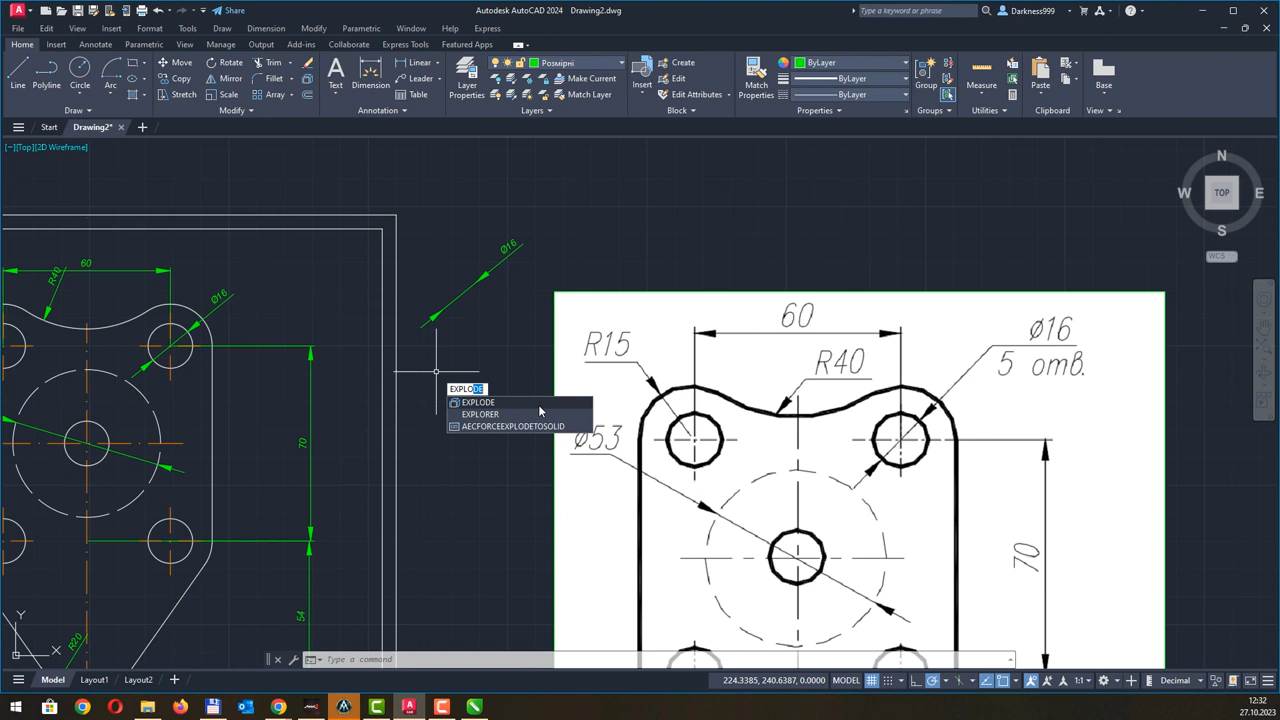 Share
Autodesk AutoCAD 2024 Drawing2.dwg
Type a keyword or phrase
Darkness999
File Edit View Insert Format Tools Draw Dimension Modify Parametric Window Help Express
Home Insert Annotate Parametric View Manage Output Add-ins Collaborate Express Tools Featured Apps
Line
Polyline
Circle
Arc
Move
Rotate
Trim
Copy
Mirror
Fillet
Stretch
Scale
Array
Text
Dimension
Linear
Leader
Table
Layer
Properties
Розмірні
Make Current
Match Layer
Insert
Create
Edit
Edit Attributes
Match
Properties
ByLayer
ByLayer
ByLayer
Group
Measure
Paste
Base
Draw
Modify
Annotation
Layers
Block
Properties
Groups
Utilities
Clipboard
View
Start
Drawing2*
[−][Top][2D Wireframe]
N
W
TOP
E
S
WCS
60
R40
Ø16
Ø16
70
54
R20
Y
X
EXPLODE
EXPLODE
EXPLORER
AECFORCEEXPLODETOSOLID
60
R15
R40
ø16
5 отв.
ø53
70
Type a command
Model
Layout1
Layout2
224.3385, 240.6387, 0.0000
MODEL
1:1
Decimal
12:32
27.10.2023